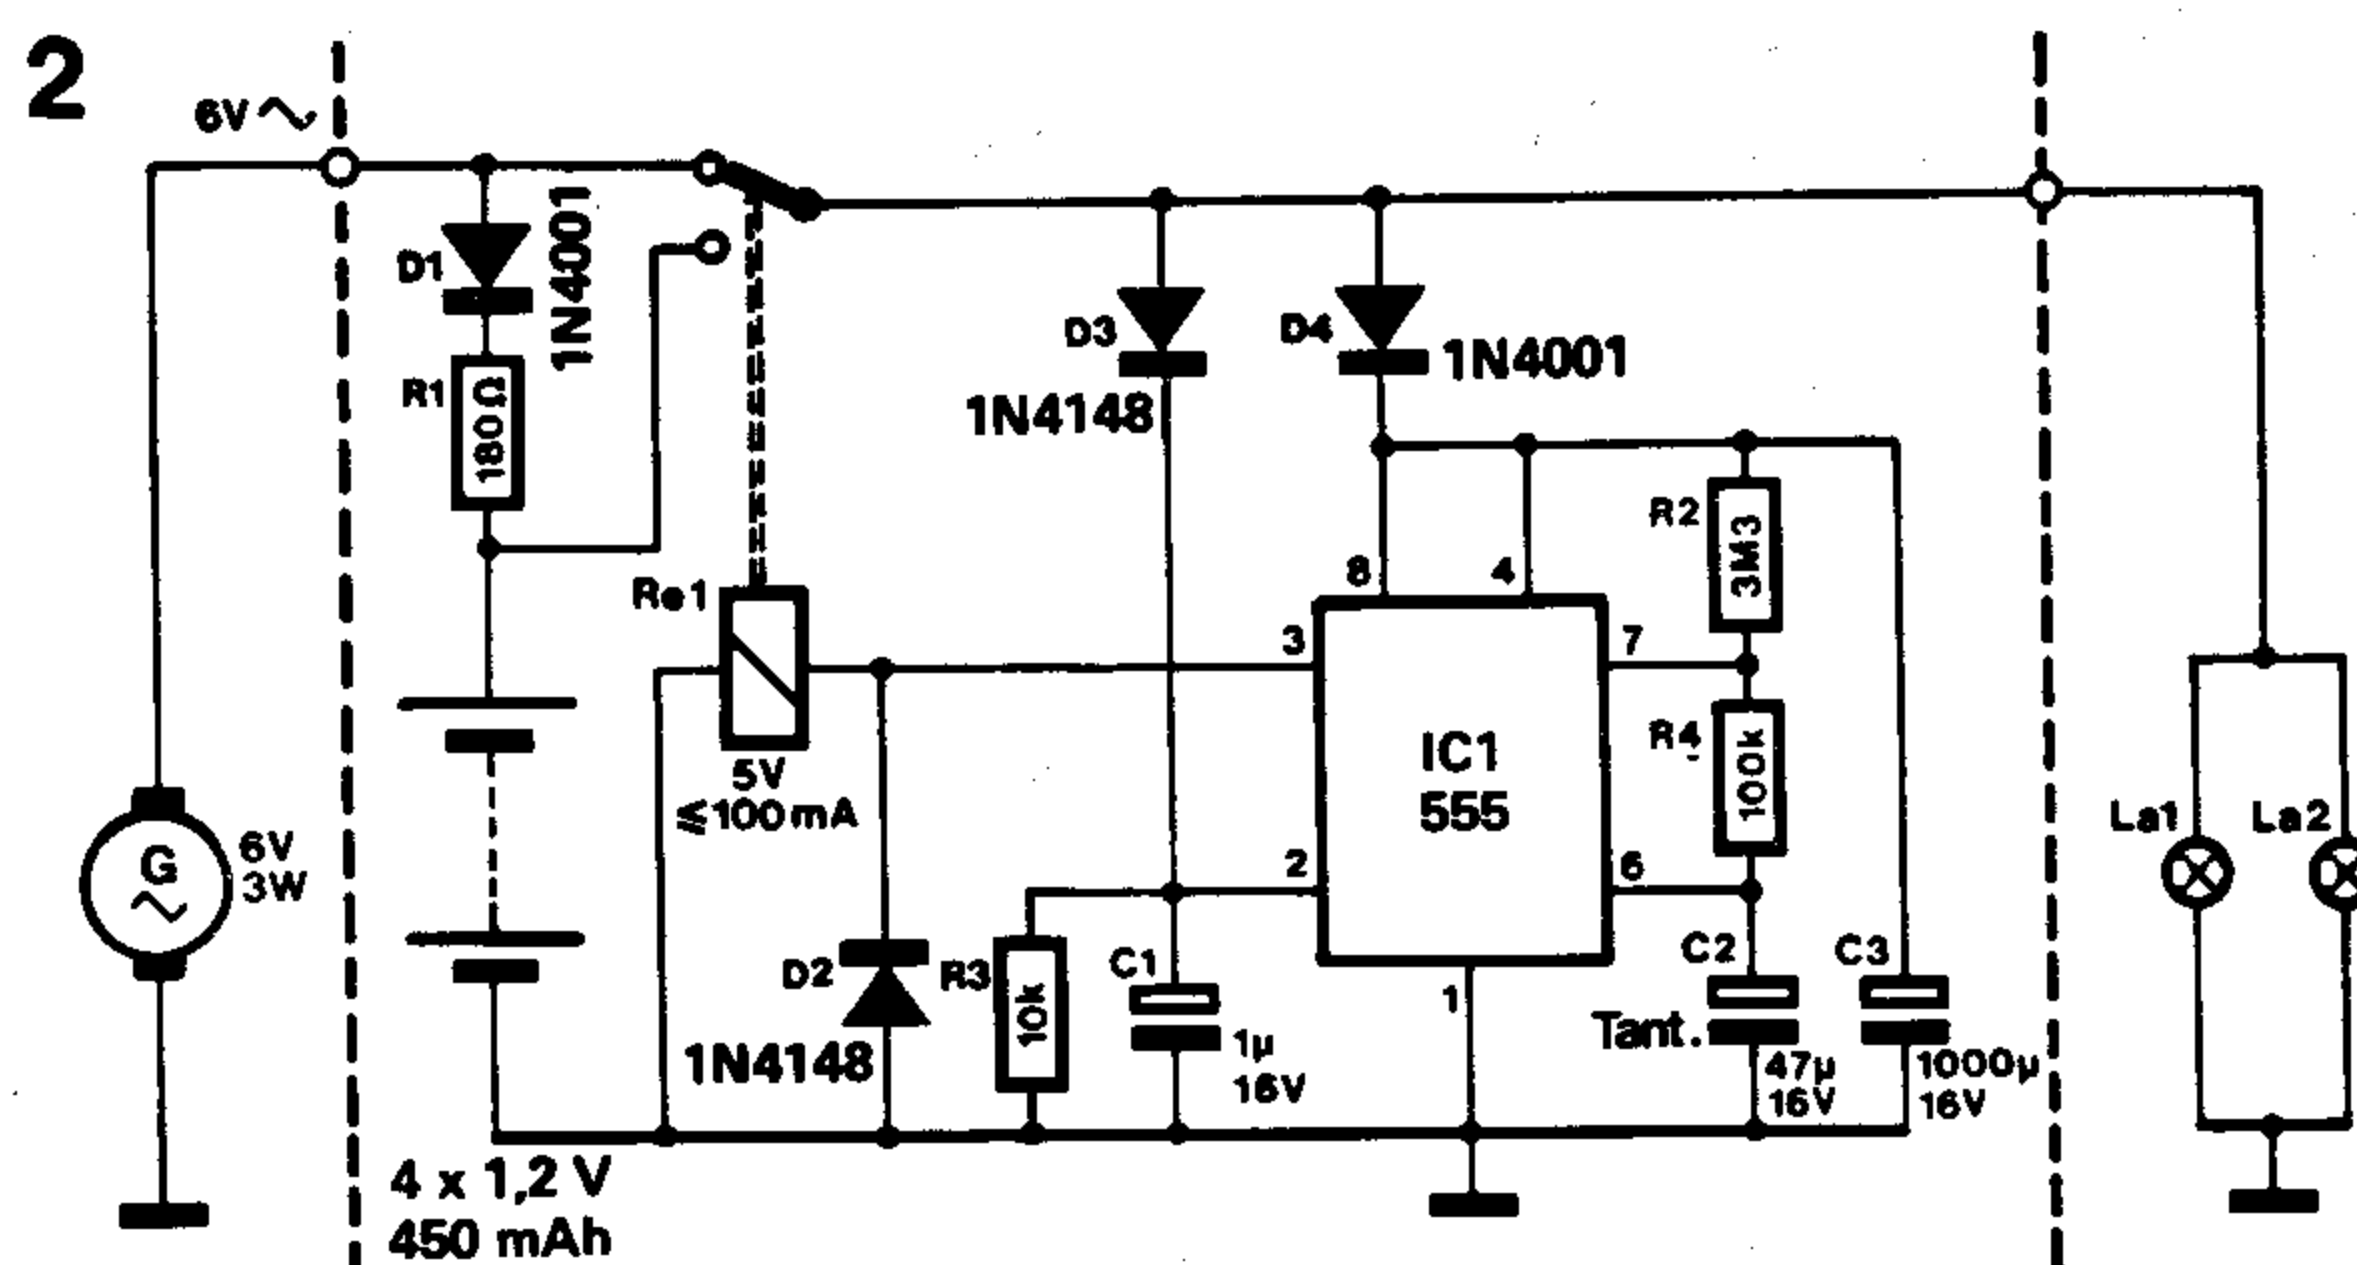 2
6V
D1
1N4001
R1
180Ω
Re1
5V
≦100mA
G
6V
3W
4 x 1,2 V
450 mAh
D2
1N4148
D3
1N4148
D4
1N4001
R3
10k
C1
1µ
16V
8
4
3
7
2
6
1
IC1
555
R2
3M3
R4
100k
C2
Tant.
47µ
16V
C3
1000µ
16V
La1
La2